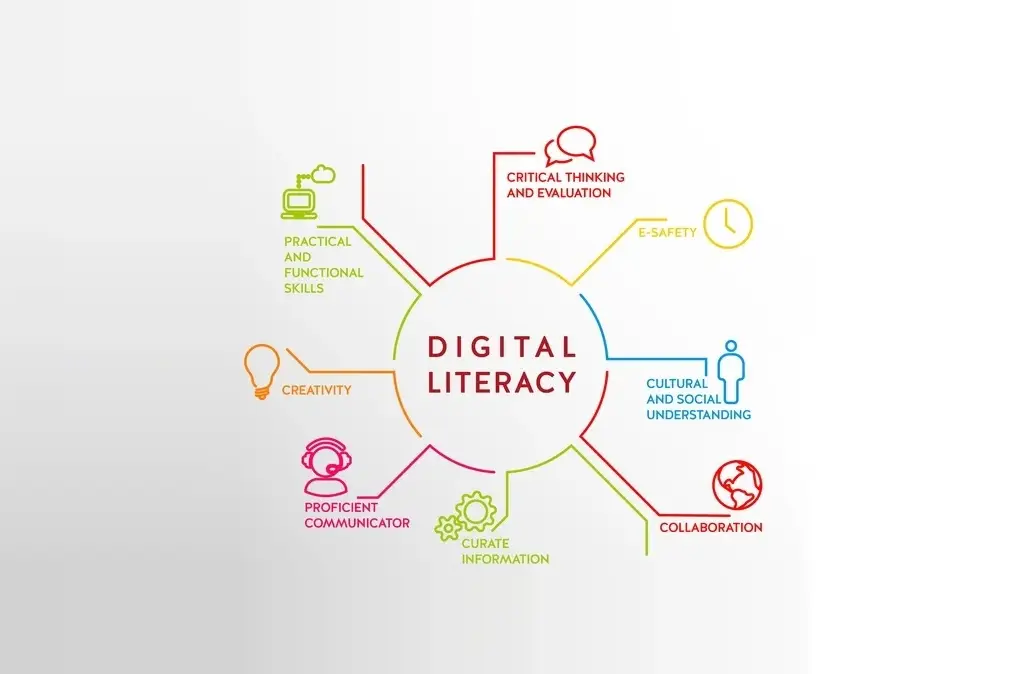 CRITICAL THINKING
AND EVALUATION
E-SAFETY
PRACTICAL
AND
FUNCTIONAL
SKILLS
DIGITAL
LITERACY
CREATIVITY
CULTURAL
AND SOCIAL
UNDERSTANDING
PROFICIENT
COMMUNICATOR
CURATE
INFORMATION
COLLABORATION